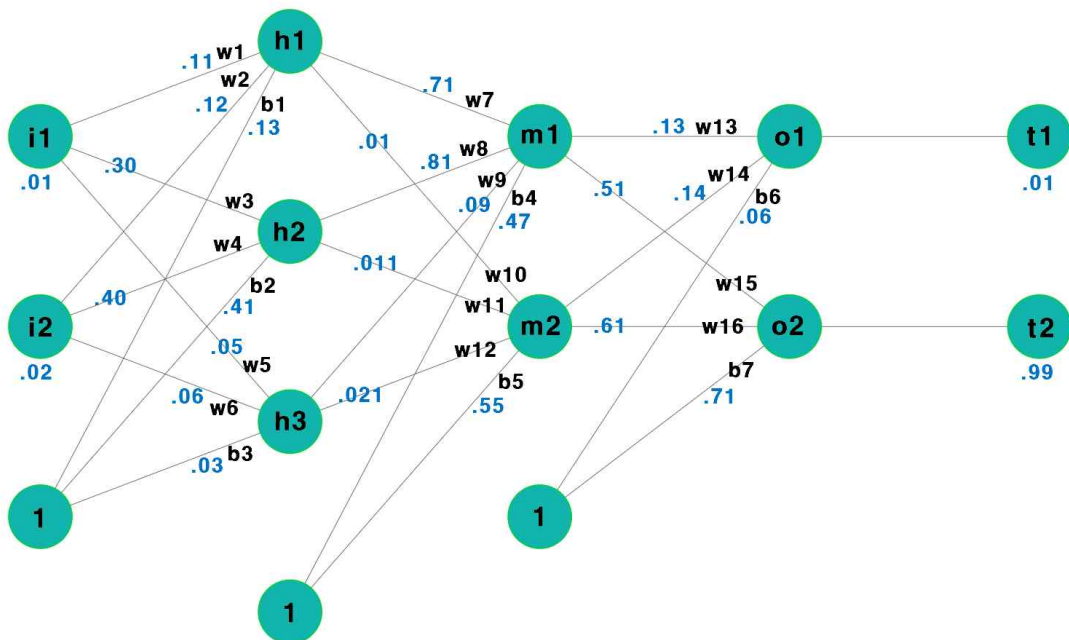 h1
.11 w1
w2
.12
b1
.13
.71
w7
i1
.01
.30
.01
w8
.81
w9
.09
b4
.47
m1
.13 w13
o1
t1
.01
w14
.14
b6
.06
.51
w3
h2
w4
.40
b2
.41
.011
w10
w11
i2
.02
.05
w5
.06
w6
w12
m2
b5
.55
.021
w15
.61
w16
o2
b7
.71
t2
.99
h3
b3
.03
1
1
1